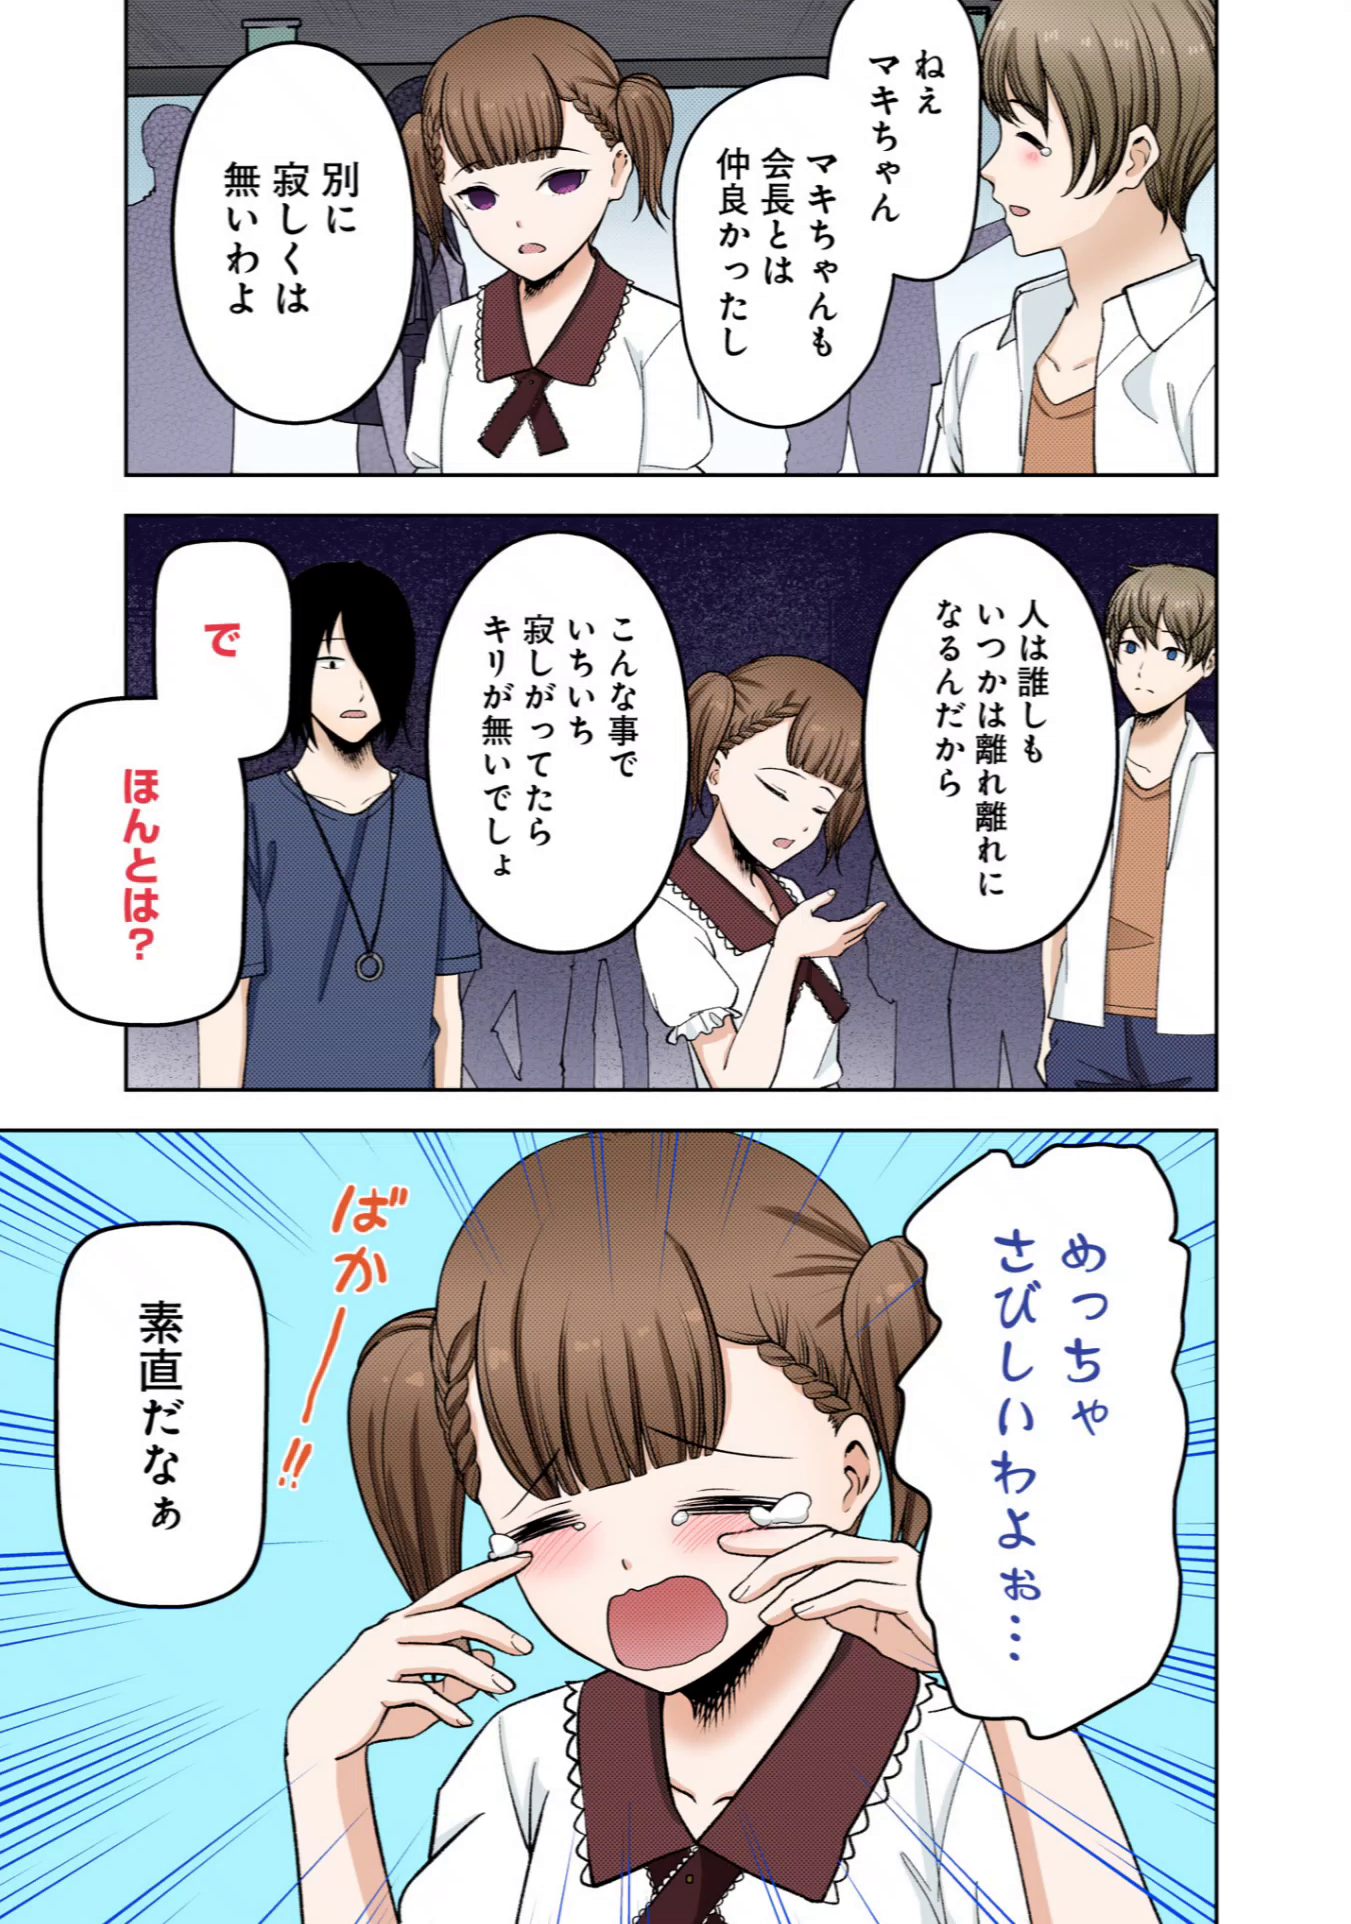 ねえ
マキちゃん
マキちゃんも
会長とは
仲良かったし
別に
寂しくは
無いわよ
人は誰しも
いつかは離れ離れに
なるんだから
こんな事で
いちいち
寂しがってたら
キリが無いでしょ
で
ほんとは？
めっちゃ
さびしいわよぉ…
ばかー!!
素直だなぁ